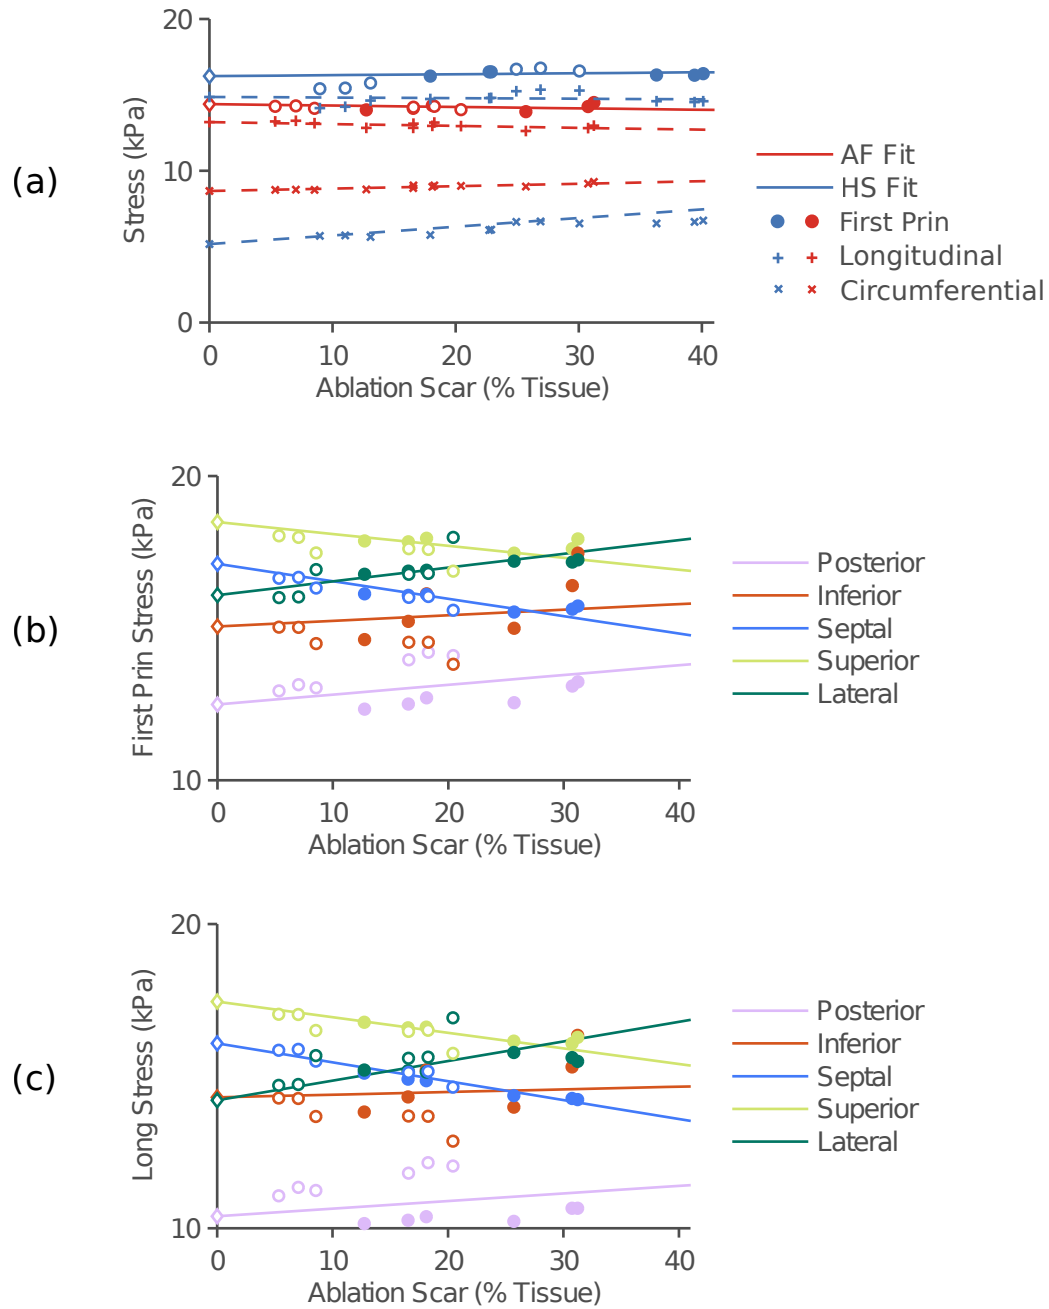 (a)
Stress (kPa)
20
10
0
0 10 20 30 40
Ablation Scar (% Tissue)
AF Fit
HS Fit
First Prin
Longitudinal
Circumferential
(b)
First Prin Stress (kPa)
20
10
0 10 20 30 40
Ablation Scar (% Tissue)
Posterior
Inferior
Septal
Superior
Lateral
(c)
Long Stress (kPa)
20
10
0 10 20 30 40
Ablation Scar (% Tissue)
Posterior
Inferior
Septal
Superior
Lateral